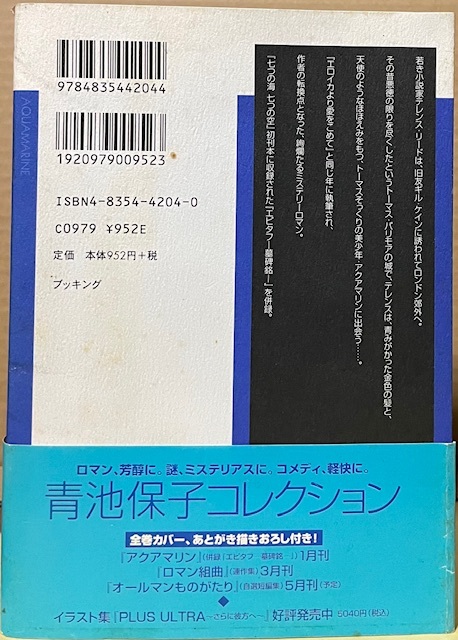 AQUAMARINE
9784835442044
1920979009523
ISBN4-8354-4204-0
C0979 ¥952E
定価 本体952円+税
ブッキング
若き小説家テレンス・リードは、旧友ギル・ケインに誘われてロンドン郊外へ。
その昔悪徳の限りを尽くしたというトーマス・バリモアの城で、テレンスは、青みがかった金色の髪と、
天使のようなほほえみをもつ、トーマスそっくりの美少年・アクアマリンに出会う……。
『エロイカより愛をこめて』と同じ年に執筆され、
作者の転換点となった、絢爛たるミステリーロマン。
『七つの海 七つの空』初刊本に収録された『エピタフ―墓碑銘―』を併録。
ロマン、芳醇に。謎、ミステリアスに。コメディ、軽快に。
青池保子コレクション
全巻カバー、あとがき描きおろし付き!
『アクアマリン』(併録『エピタフ―墓碑銘―』)1月刊
『ロマン組曲』(連作集)3月刊
『オールマンものがたり』(自選短編集)5月刊(予定)
◆
イラスト集『PLUS ULTRA〜さらに彼方へ〜』好評発売中 5040円(税込)